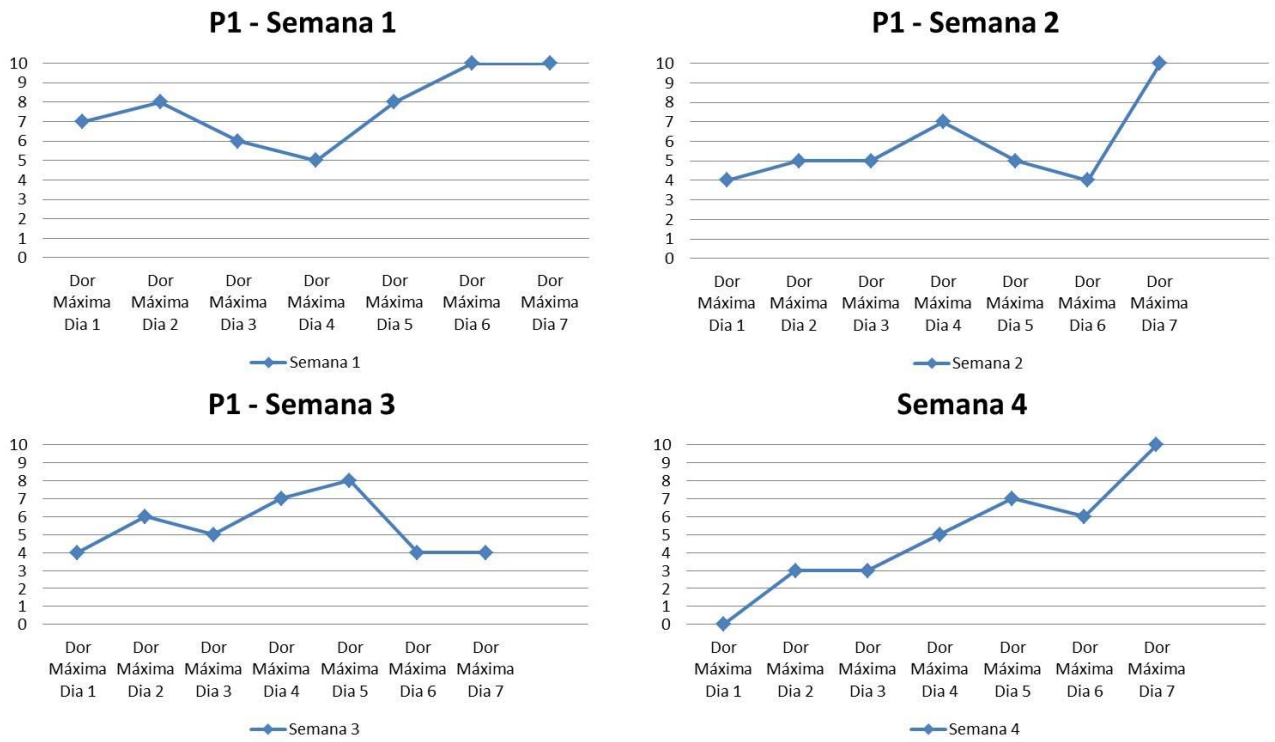 P1 - Semana 1
10
9
8
7
6
5
4
3
2
1
0
Dor Máxima Dia 1
Dor Máxima Dia 2
Dor Máxima Dia 3
Dor Máxima Dia 4
Dor Máxima Dia 5
Dor Máxima Dia 6
Dor Máxima Dia 7
Semana 1
P1 - Semana 2
10
9
8
7
6
5
4
3
2
1
0
Dor Máxima Dia 1
Dor Máxima Dia 2
Dor Máxima Dia 3
Dor Máxima Dia 4
Dor Máxima Dia 5
Dor Máxima Dia 6
Dor Máxima Dia 7
Semana 2
P1 - Semana 3
10
9
8
7
6
5
4
3
2
1
0
Dor Máxima Dia 1
Dor Máxima Dia 2
Dor Máxima Dia 3
Dor Máxima Dia 4
Dor Máxima Dia 5
Dor Máxima Dia 6
Dor Máxima Dia 7
Semana 3
Semana 4
10
9
8
7
6
5
4
3
2
1
0
Dor Máxima Dia 1
Dor Máxima Dia 2
Dor Máxima Dia 3
Dor Máxima Dia 4
Dor Máxima Dia 5
Dor Máxima Dia 6
Dor Máxima Dia 7
Semana 4